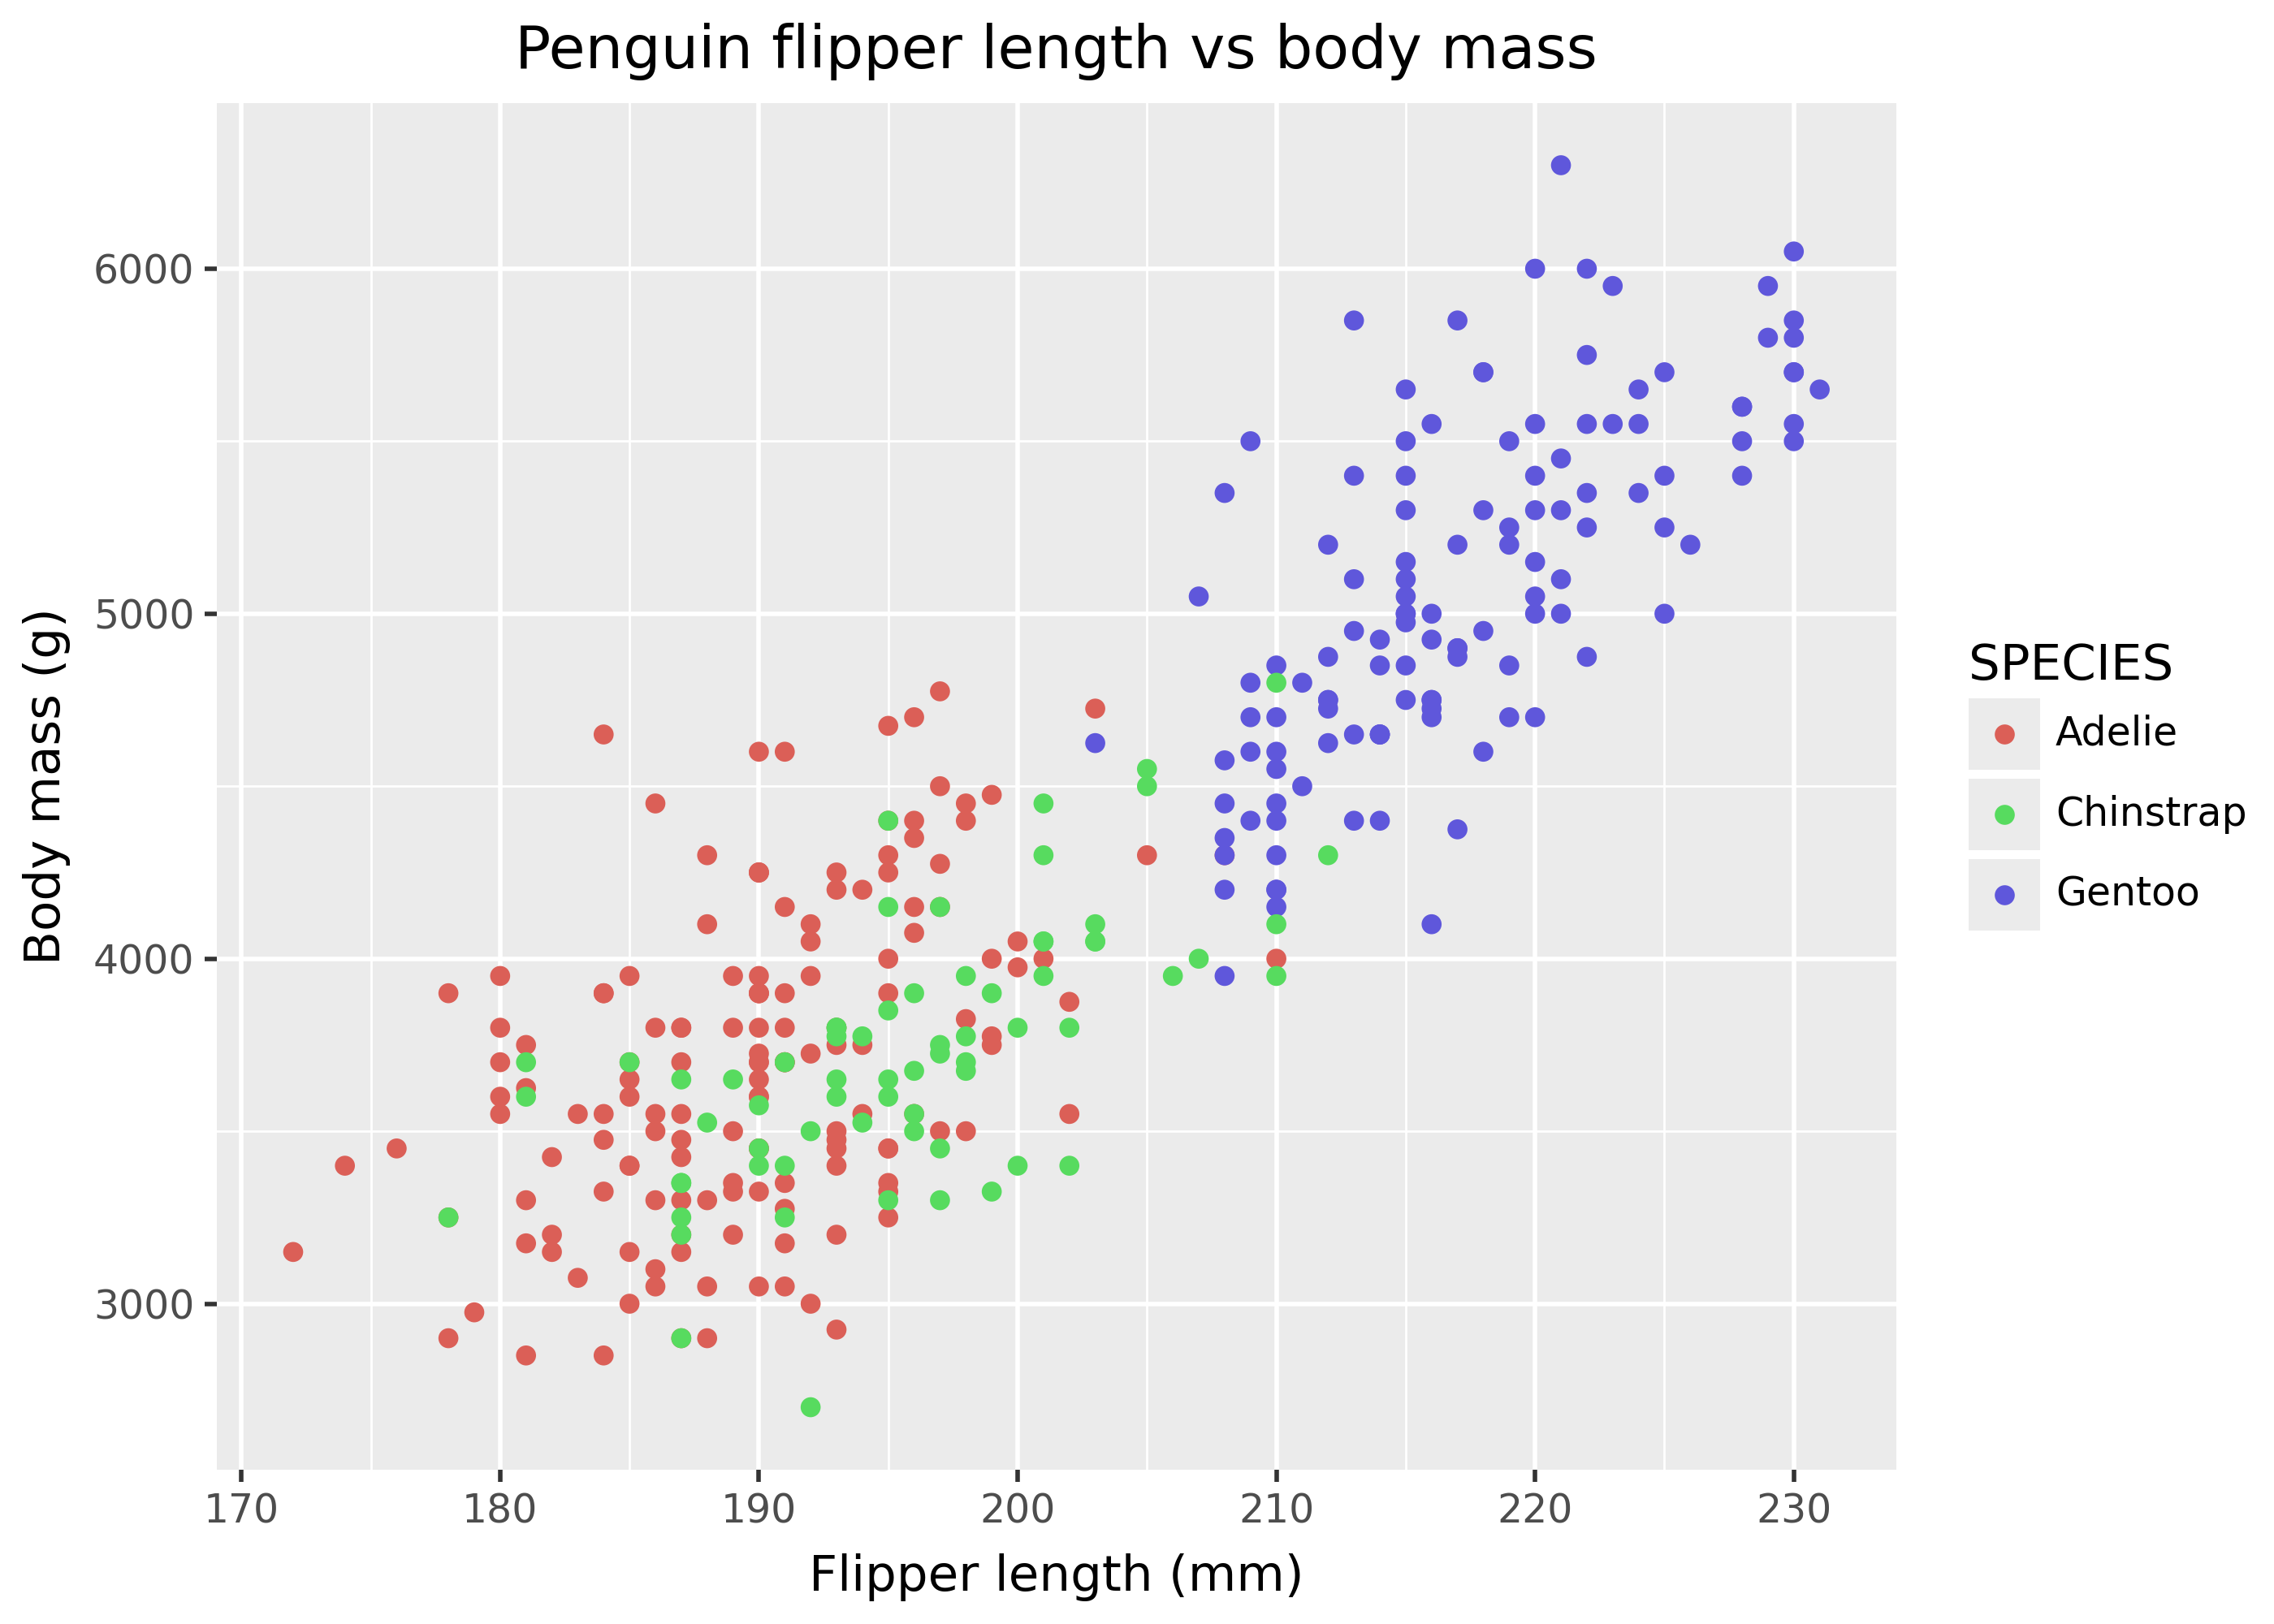 Penguin flipper length vs body mass
6000
5000
4000
3000
Body mass (g)
170 180 190 200 210 220 230
Flipper length (mm)
SPECIES
Adelie
Chinstrap
Gentoo